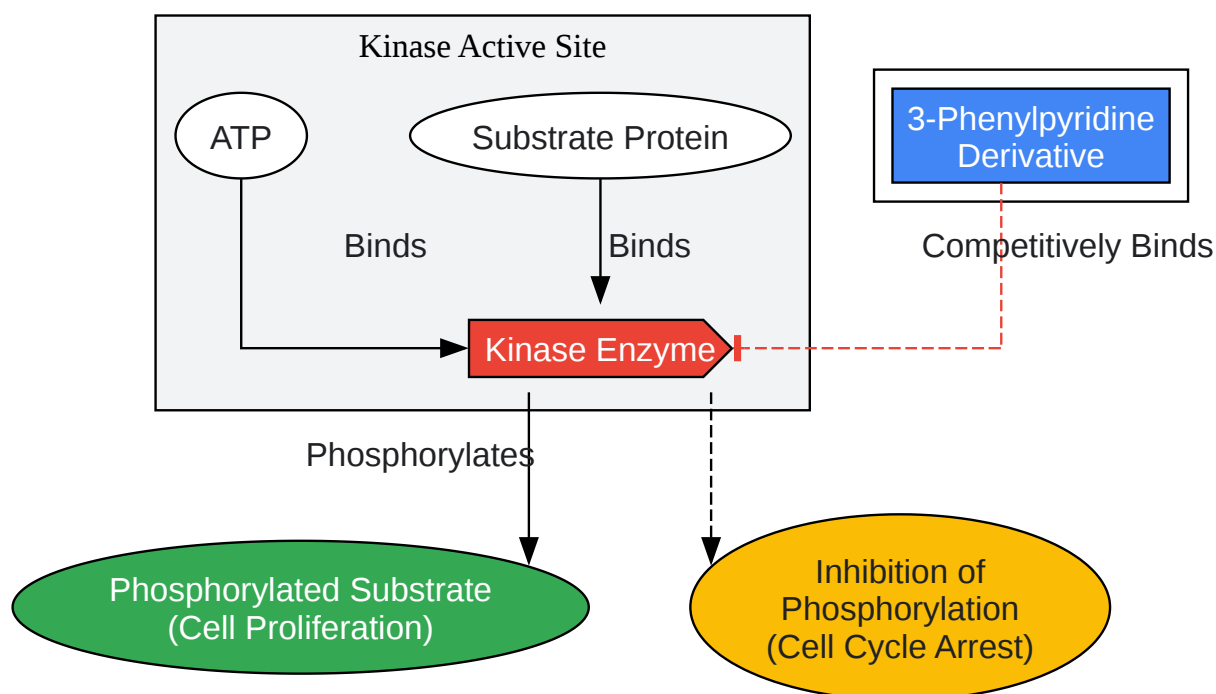 Kinase Active Site
ATP
Substrate Protein
3-Phenylpyridine
Derivative
Binds
Binds
Competitively Binds
Kinase Enzyme
Phosphorylates
Phosphorylated Substrate
(Cell Proliferation)
Inhibition of
Phosphorylation
(Cell Cycle Arrest)